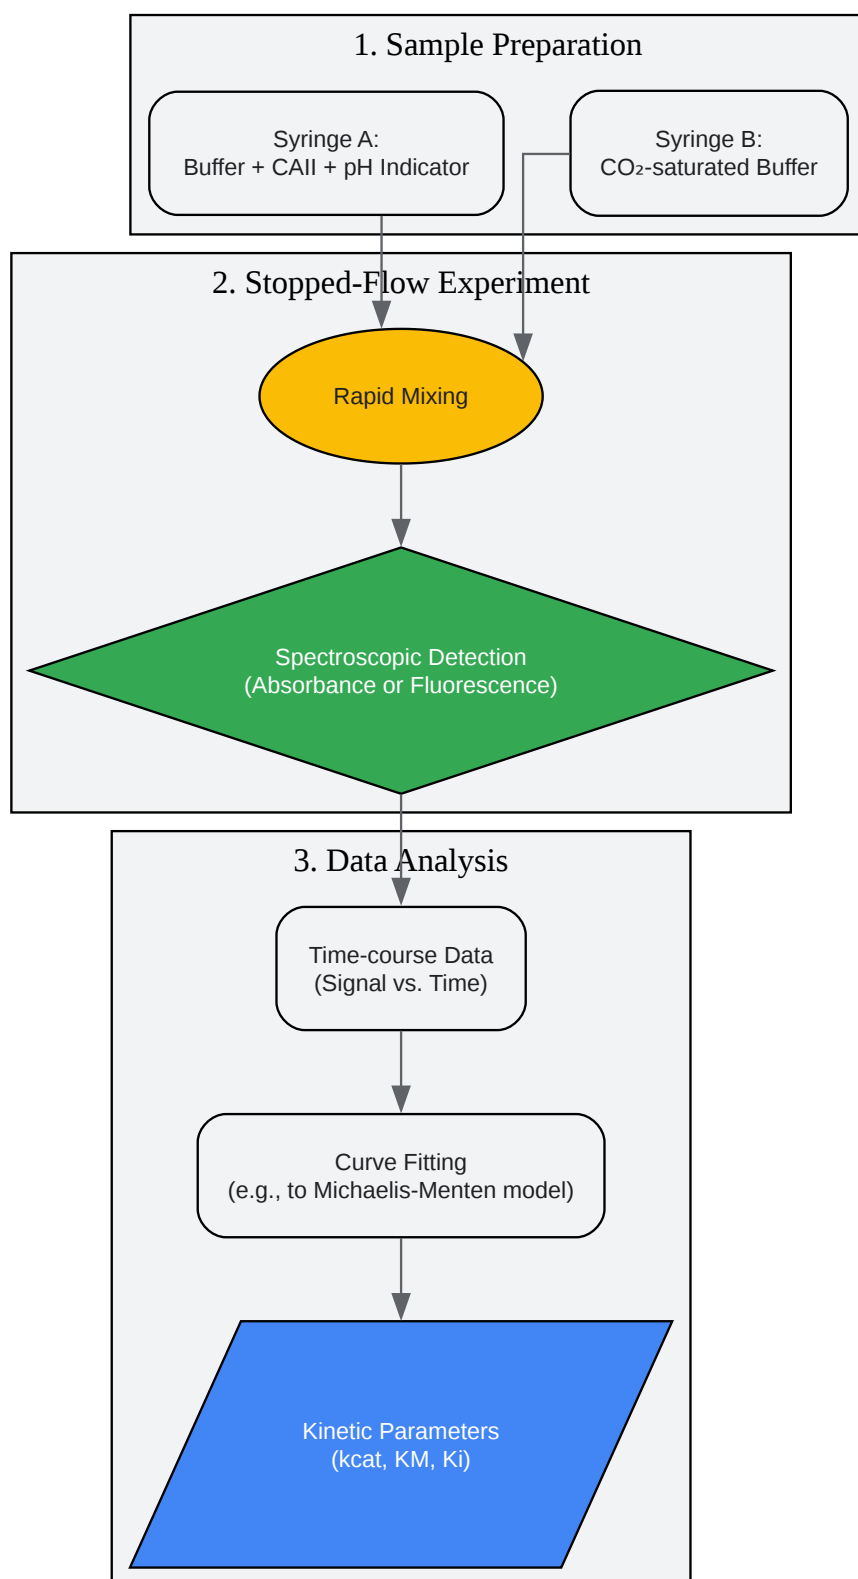 1. Sample Preparation
Syringe A:
Buffer + CAII + pH Indicator
Syringe B:
CO₂-saturated Buffer
2. Stopped-Flow Experiment
Rapid Mixing
Spectroscopic Detection
(Absorbance or Fluorescence)
3. Data Analysis
Time-course Data
(Signal vs. Time)
Curve Fitting
(e.g., to Michaelis-Menten model)
Kinetic Parameters
(kcat, KM, Ki)